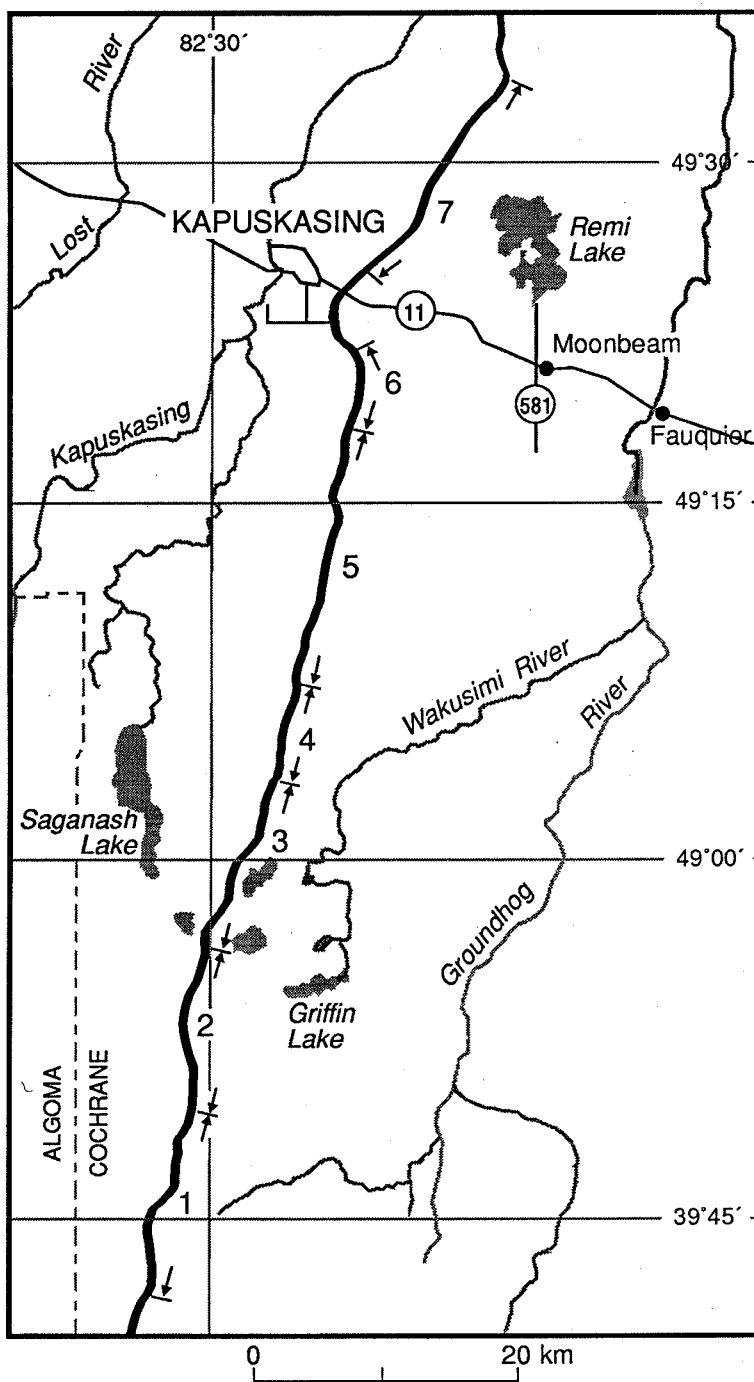 82°30´
River
49°30´
KAPUSKASING
7
Lost
Remi
Lake
11
Moonbeam
6
581
Kapuskasing
Fauquier
49°15´
5
Wakusimi River
River
4
Saganash
Lake
3
49°00´
Groundhog
2
Griffin
Lake
ALGOMA
COCHRANE
1
39°45´
0 20 km